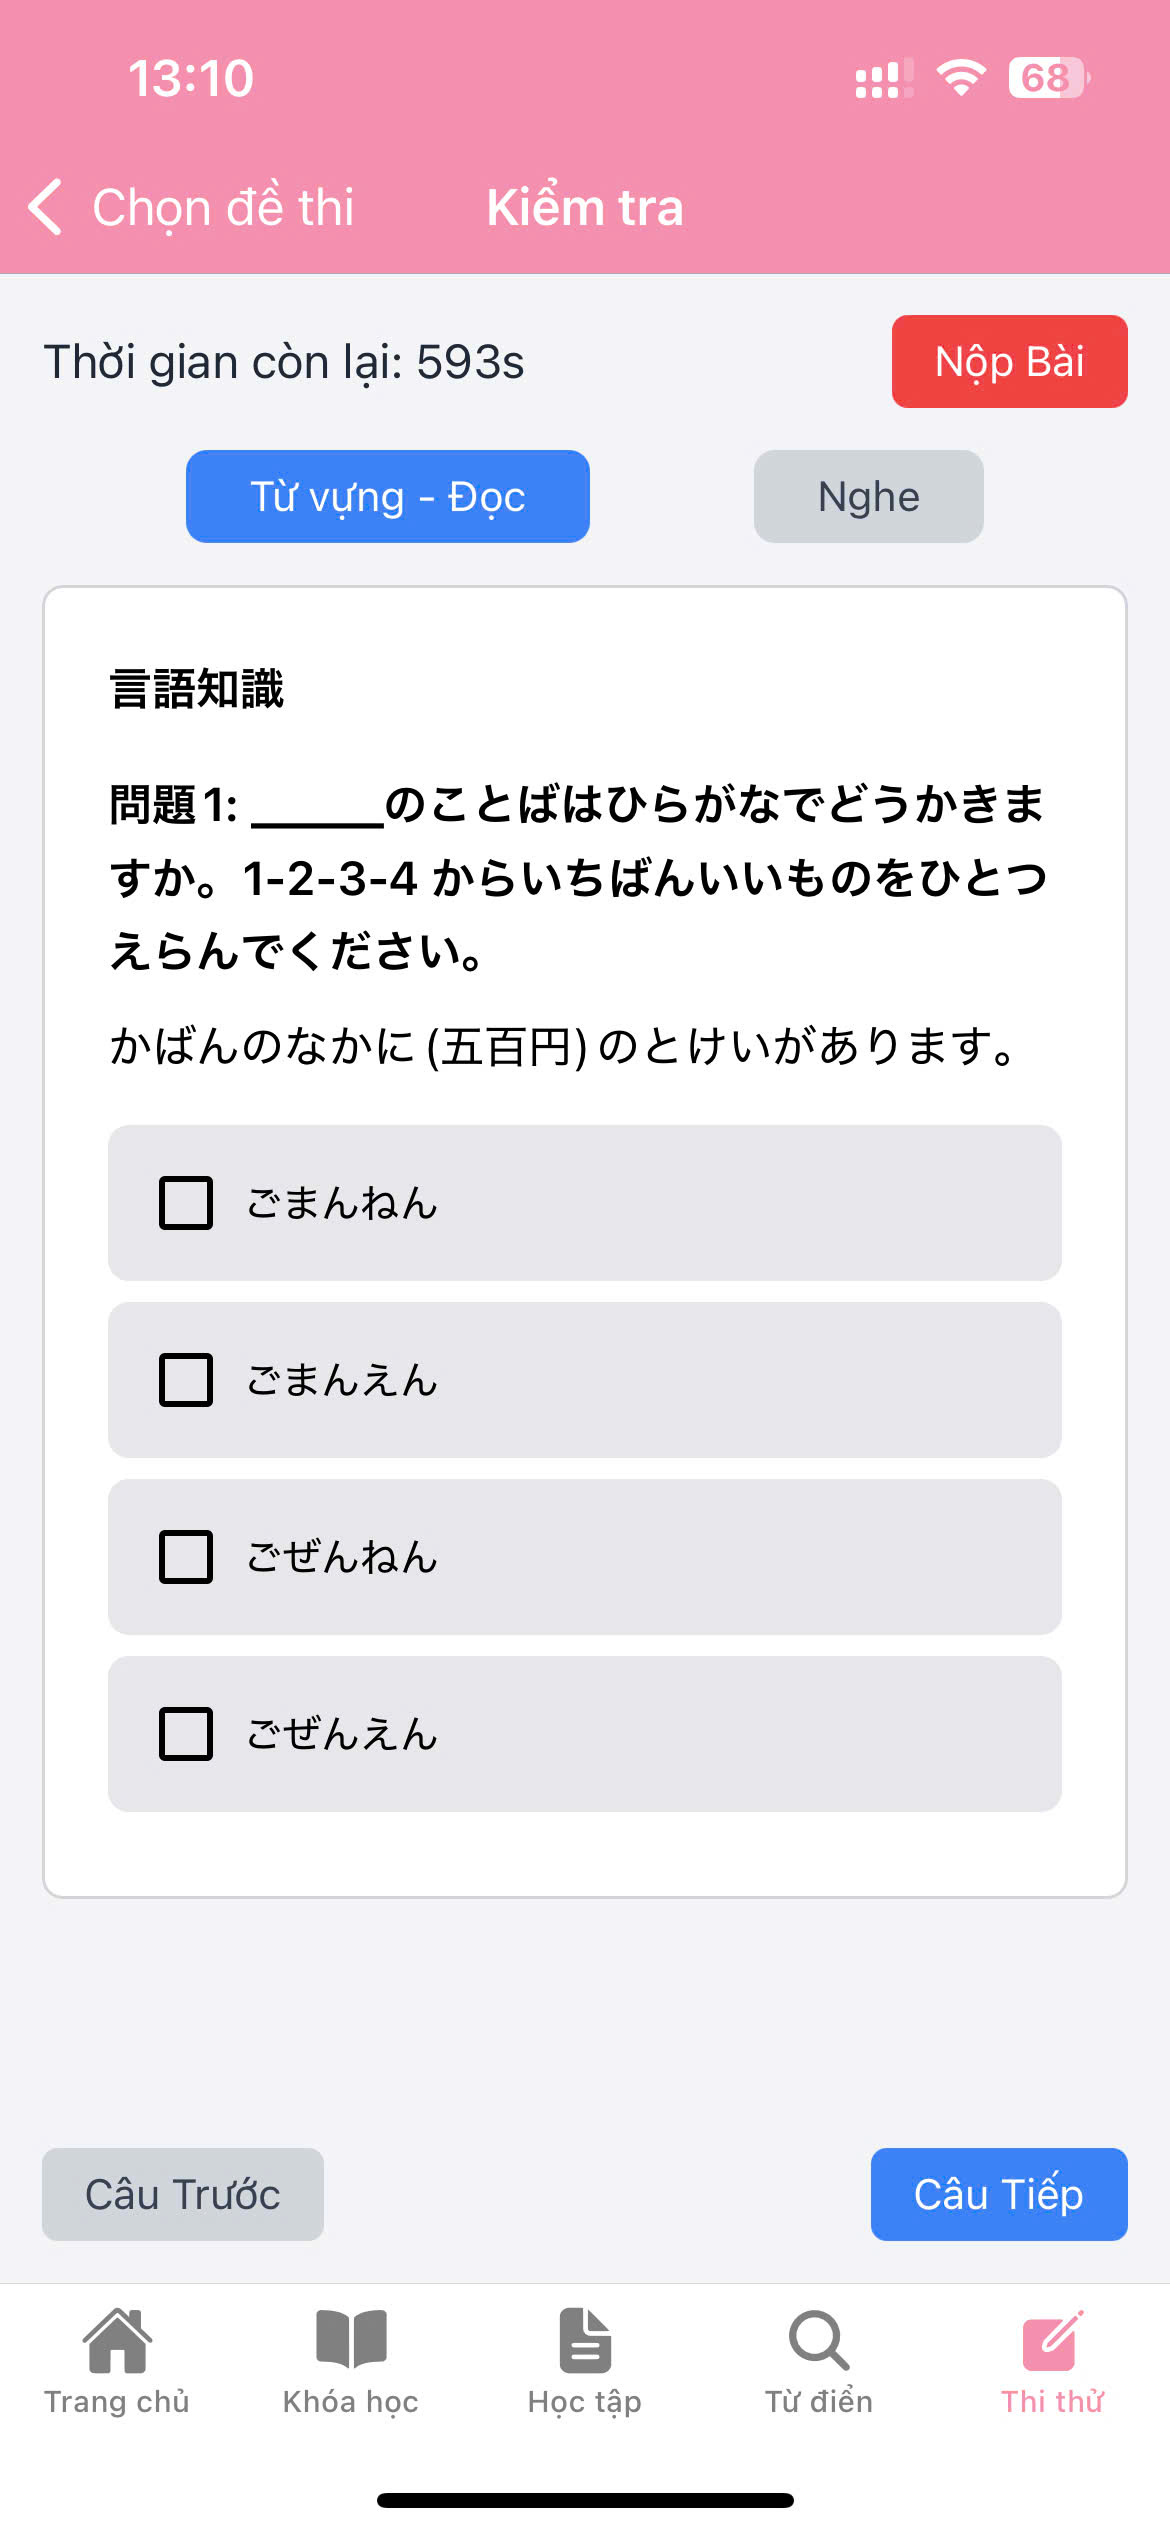 13:10
68
Chọn đề thi
Kiểm tra
Thời gian còn lại: 593s
Nộp Bài
Từ vựng - Đọc
Nghe
言語知識
問題1: ______のことばはひらがなでどうかきま
すか。1-2-3-4 からいちばんいいものをひとつ
えらんでください。
かばんのなかに (五百円) のとけいがあります。
ごまんねん
ごまんえん
ごぜんねん
ごぜんえん
Câu Trước
Câu Tiếp
Trang chủ
Khóa học
Học tập
Từ điển
Thi thử